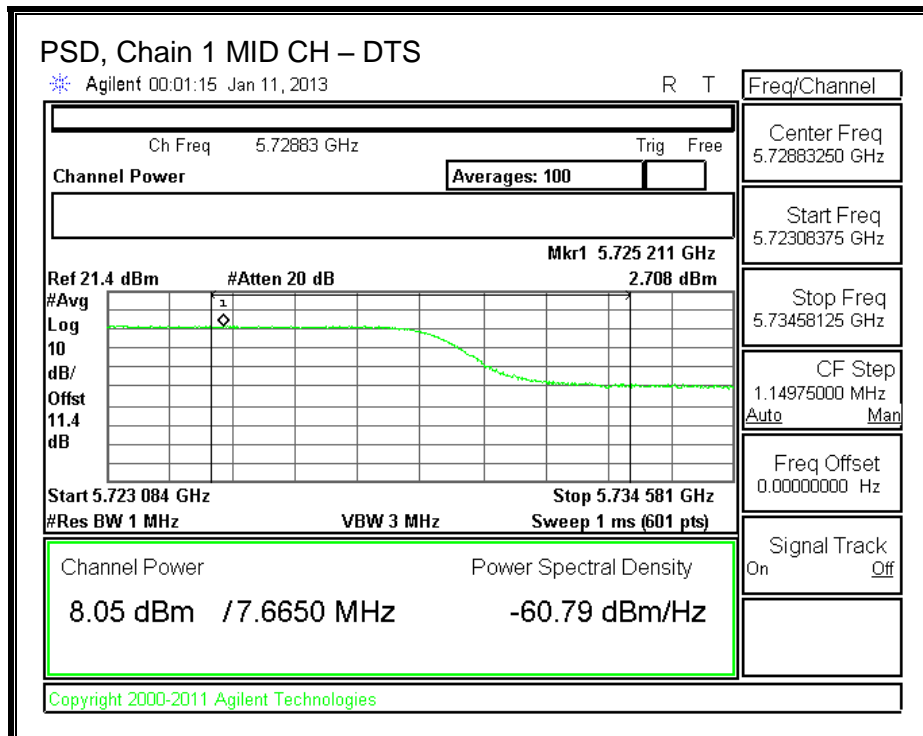 PSD, Chain 1 MID CH – DTS
Agilent 00:01:15 Jan 11, 2013 R T
Freq/Channel
Ch Freq 5.72883 GHz Trig Free
Channel Power Averages: 100
Mkr1 5.725 211 GHz
Ref 21.4 dBm #Atten 20 dB 2.708 dBm
#Avg
Log
10
dB/
Offst
11.4
dB
1
Start 5.723 084 GHz Stop 5.734 581 GHz
#Res BW 1 MHz VBW 3 MHz Sweep 1 ms (601 pts)
Channel Power Power Spectral Density
8.05 dBm /7.6650 MHz -60.79 dBm/Hz
Center Freq
5.72883250 GHz
Start Freq
5.72308375 GHz
Stop Freq
5.73458125 GHz
CF Step
1.14975000 MHz
Auto Man
Freq Offset
0.00000000 Hz
Signal Track
On Off
Copyright 2000-2011 Agilent Technologies